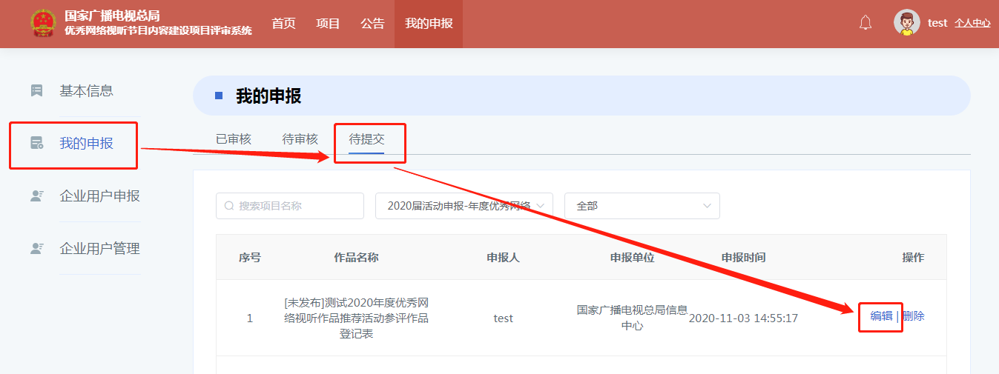 国家广播电视总局
优秀网络视听节目内容建设项目评审系统
首页 项目 公告 我的申报
test 个人中心
基本信息
我的申报
企业用户申报
企业用户管理
我的申报
已审核 待审核 待提交
搜索项目名称 2020届活动申报-年度优秀网络 全部
序号 作品名称 申报人 申报单位 申报时间 操作
1 [未发布]测试2020年度优秀网
络视听作品推荐活动参评作品
登记表
test
国家广播电视总局信息
中心
2020-11-03 14:55:17
编辑 | 删除